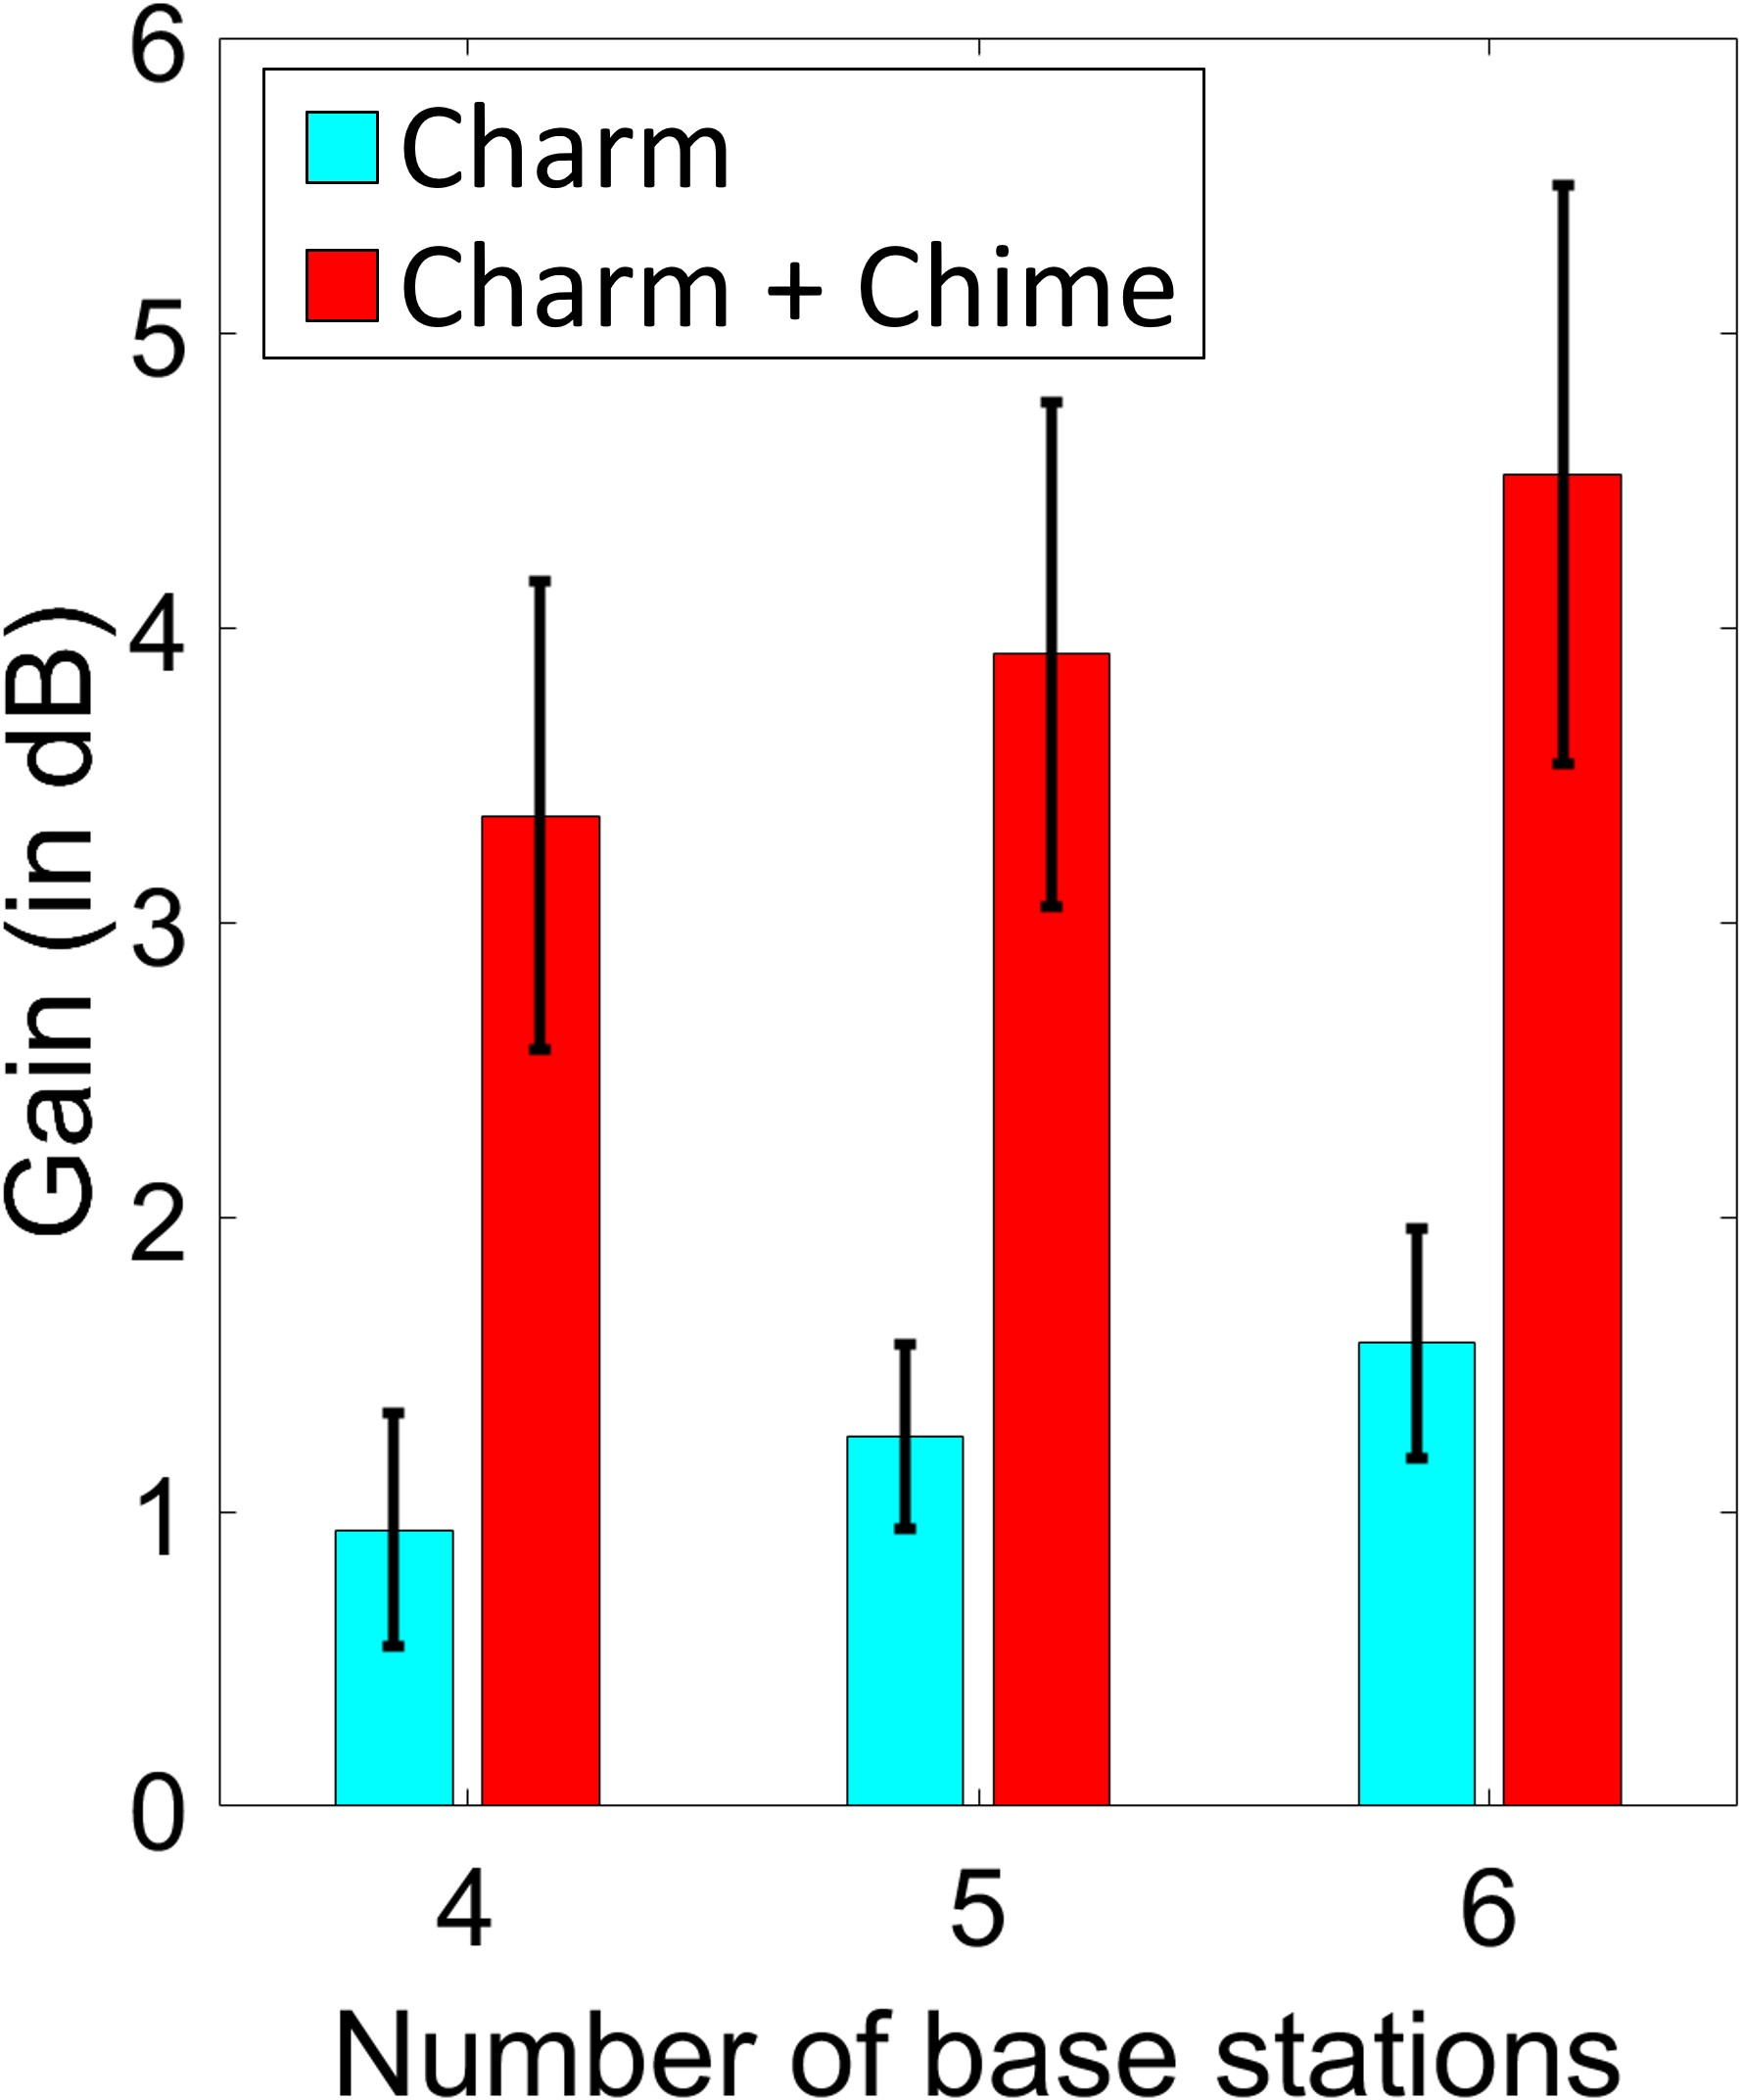 Charm
Charm + Chime
Gain (in dB)
6
5
4
3
2
1
0
4 5 6
Number of base stations